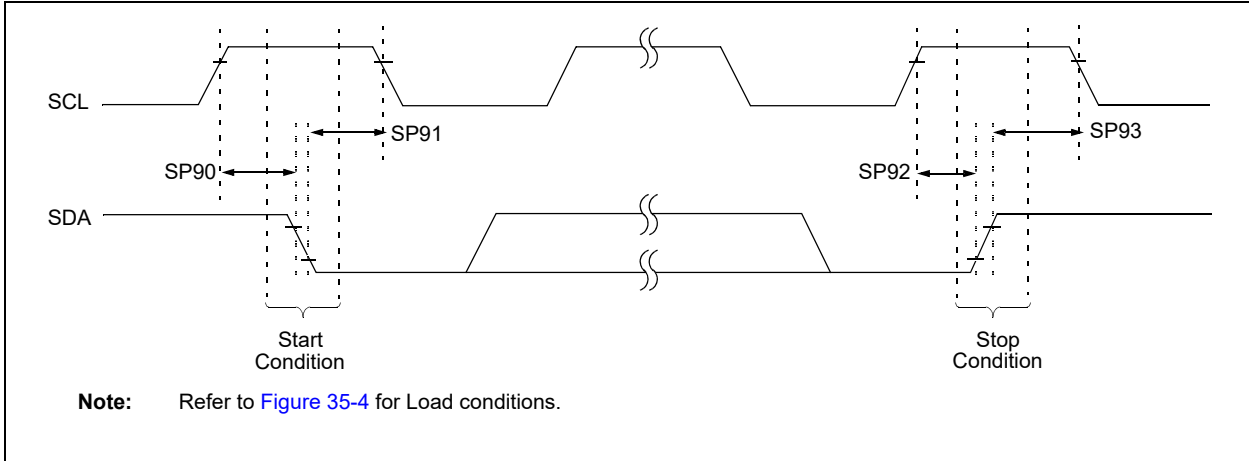 SCL
SP91
SP93
SP90
SP92
SDA
Start
Condition
Stop
Condition
Note: Refer to Figure 35-4 for Load conditions.